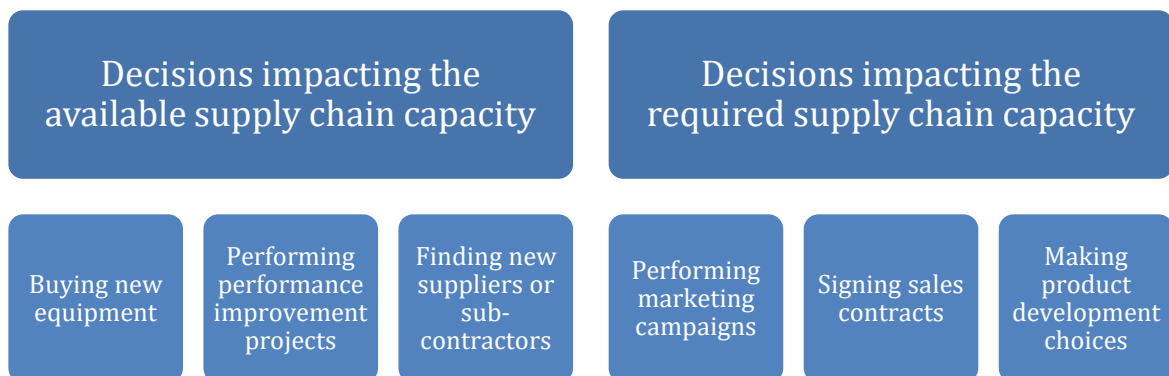 Decisions impacting the
available supply chain capacity
Decisions impacting the
required supply chain capacity
Buying new
equipment
Performing
performance
improvement
projects
Finding new
suppliers or
sub-
contractors
Performing
marketing
campaigns
Signing sales
contracts
Making
product
development
choices